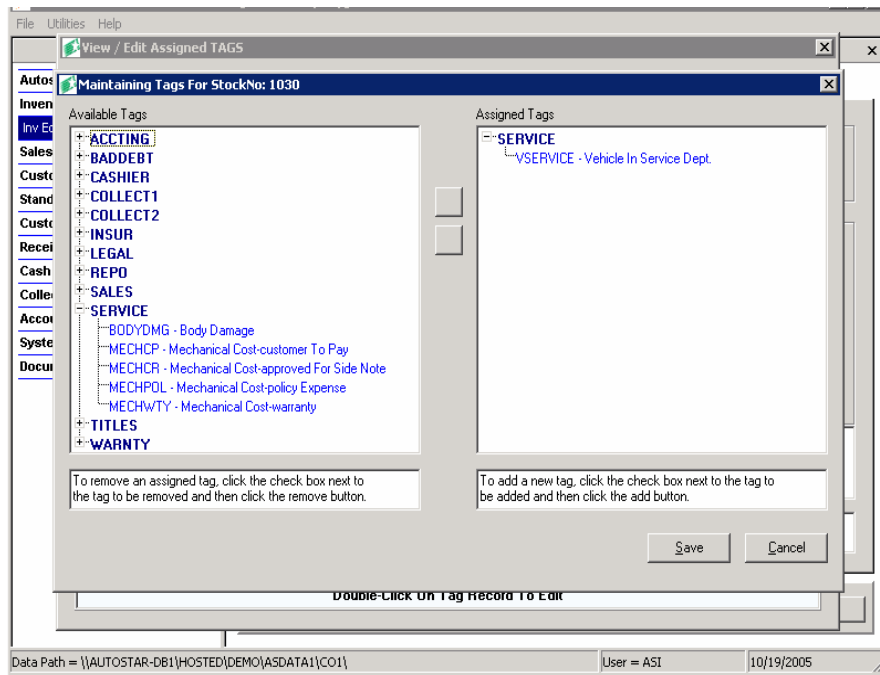 File Utilities Help
View / Edit Assigned TAGS
Maintaining Tags For StockNo: 1030
Autos
Inven
Inv Ed
Sales
Custo
Stand
Custo
Recei
Cash
Colle
Accou
Syste
Docu
Available Tags
ACCTING
BADDEBT
CASHIER
COLLECT1
COLLECT2
INSUR
LEGAL
REPO
SALES
SERVICE
BODYDMG - Body Damage
MECHCP - Mechanical Cost-customer To Pay
MECHCR - Mechanical Cost-approved For Side Note
MECHPOL - Mechanical Cost-policy Expense
MECHWTY - Mechanical Cost-warranty
TITLES
WARNTY
To remove an assigned tag, click the check box next to
the tag to be removed and then click the remove button.
Assigned Tags
SERVICE
VSERVICE - Vehicle In Service Dept.
To add a new tag, click the check box next to the tag to
be added and then click the add button.
Save Cancel
Double-Click On Tag Record To Edit
Data Path = \\AUTOSTAR-DB1\HOSTED\DEMO\ASDATA1\CO1\ User = ASI 10/19/2005